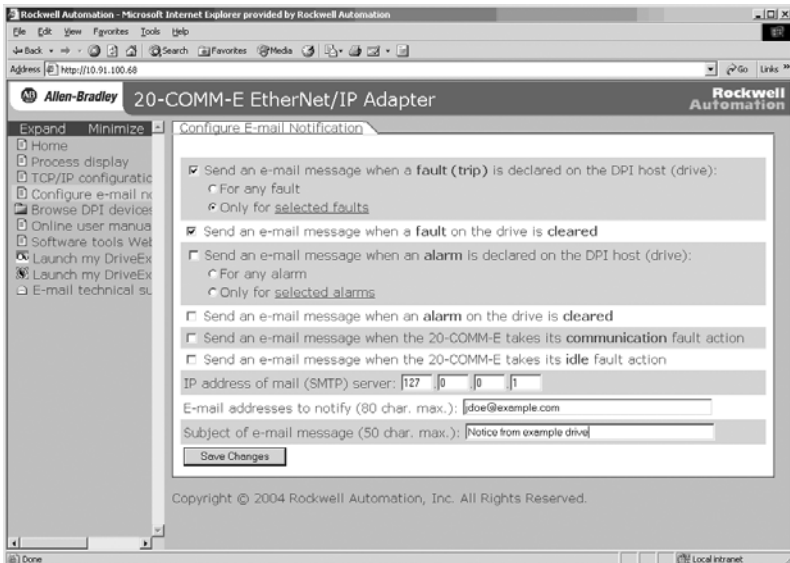 Rockwell Automation - Microsoft Internet Explorer provided by Rockwell Automation
File Edit View Favorites Tools Help
Back Search Favorites Media
Address http://10.91.100.68 Go Links »
Allen-Bradley 20-COMM-E EtherNet/IP Adapter Rockwell Automation
Expand Minimize
Home
Process display
TCP/IP configuratic
Configure e-mail no
Browse DPI devices
Online user manua
Software tools Wel
Launch my DriveEx
Launch my DriveEx
E-mail technical su
Configure E-mail Notification
Send an e-mail message when a fault (trip) is declared on the DPI host (drive):
For any fault
Only for selected faults
Send an e-mail message when a fault on the drive is cleared
Send an e-mail message when an alarm is declared on the DPI host (drive):
For any alarm
Only for selected alarms
Send an e-mail message when an alarm on the drive is cleared
Send an e-mail message when the 20-COMM-E takes its communication fault action
Send an e-mail message when the 20-COMM-E takes its idle fault action
IP address of mail (SMTP) server: 127 .0 .0 .1
E-mail addresses to notify (80 char. max.): jdoe@example.com
Subject of e-mail message (50 char. max.): Notice from example drive
Save Changes
Copyright © 2004 Rockwell Automation, Inc. All Rights Reserved.
Done Local intranet